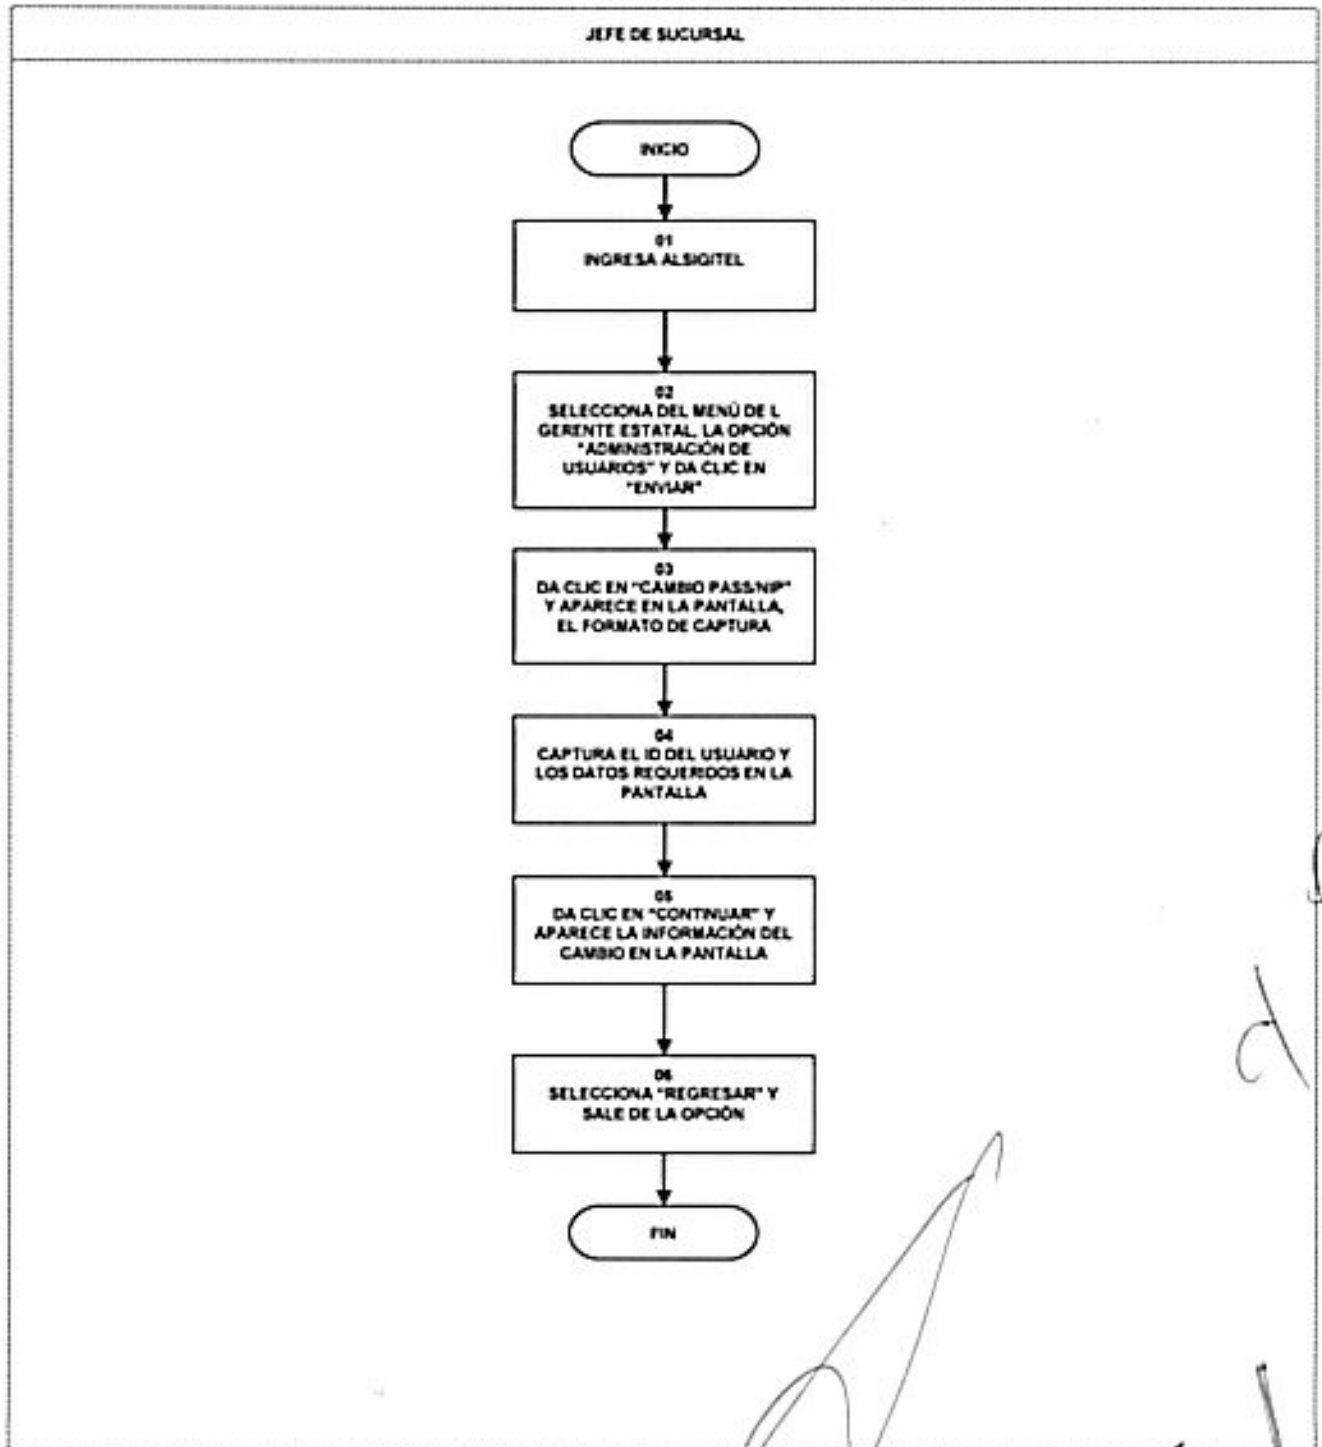 JEFE DE SUCURSAL
INICIO
01
INGRESA ALSIGITEL
02
SELECCIONA DEL MENÚ DE L
GERENTE ESTATAL, LA OPCIÓN
"ADMINISTRACIÓN DE
USUARIOS" Y DA CLIC EN
"ENVIAR"
03
DA CLIC EN "CAMBIO PASS/NIP"
Y APARECE EN LA PANTALLA,
EL FORMATO DE CAPTURA
04
CAPTURA EL ID DEL USUARIO Y
LOS DATOS REQUERIDOS EN LA
PANTALLA
05
DA CLIC EN "CONTINUAR" Y
APARECE LA INFORMACIÓN DEL
CAMBIO EN LA PANTALLA
06
SELECCIONA "REGRESAR" Y
SALE DE LA OPCIÓN
FIN